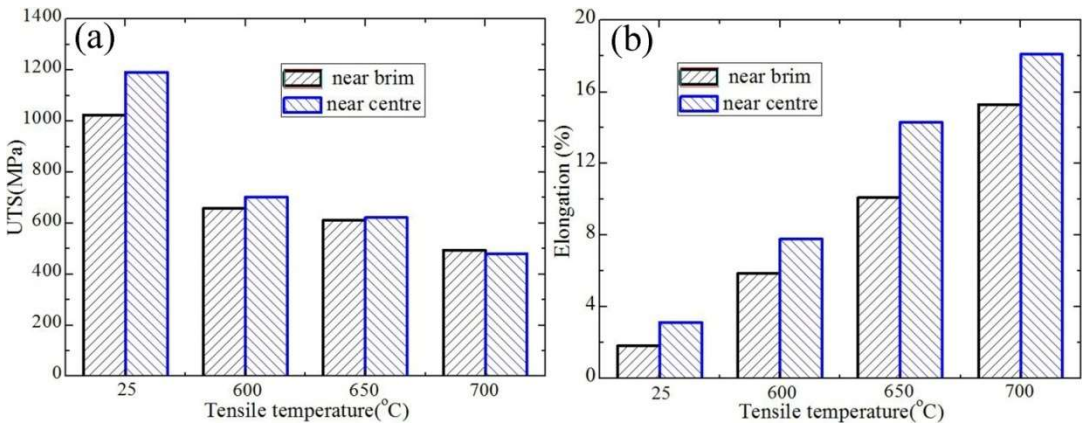 (a)
near brim
near centre
UTS(MPa)
1400
1200
1000
800
600
400
200
0
25 600 650 700
Tensile temperature(°C)
(b)
near brim
near centre
Elongation (%)
20
16
12
8
4
0
25 600 650 700
Tensile temperature(°C)